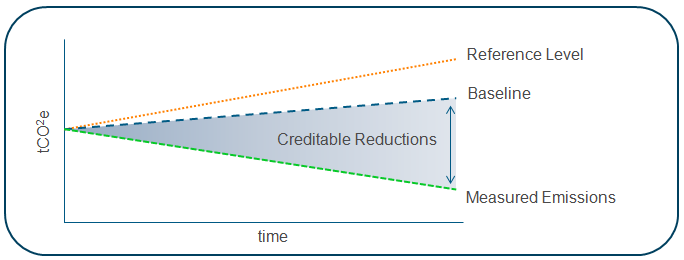 Reference Level
Baseline
tCO²e
Creditable Reductions
Measured Emissions
time